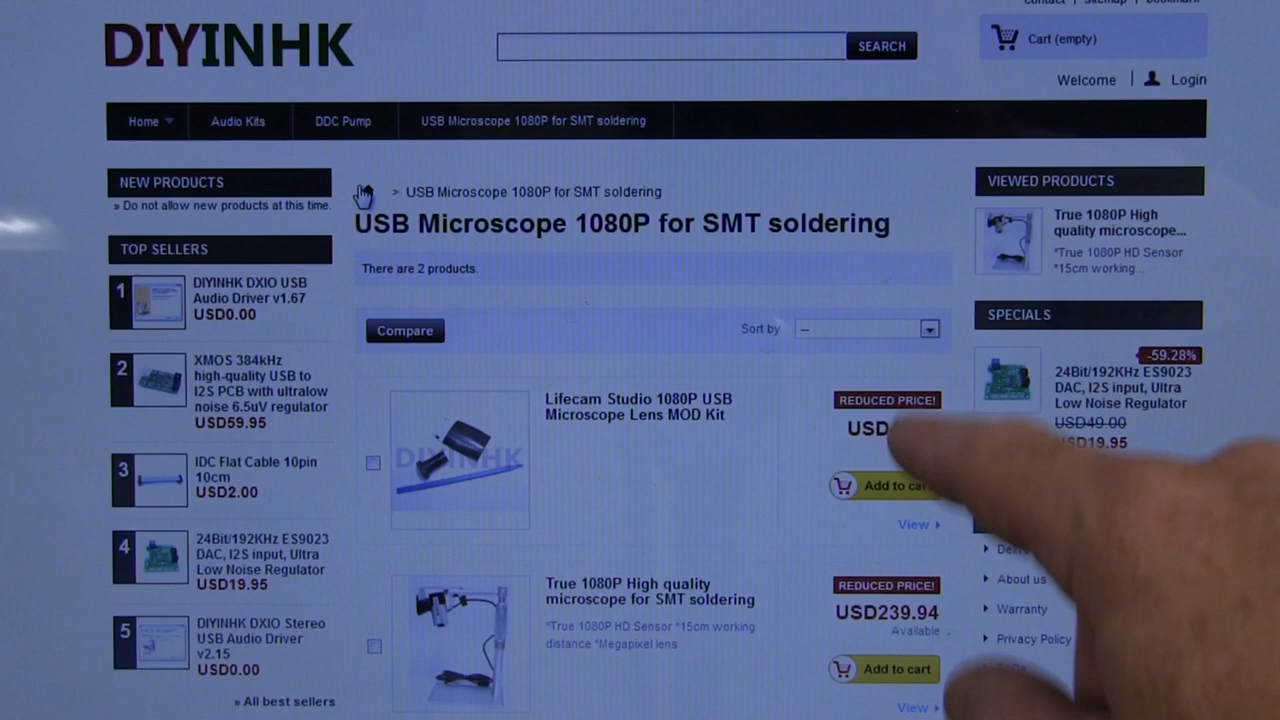 Contact | Sitemap | Bookmark
DIYINHK
SEARCH
Cart (empty)
Welcome | Login
Home
Audio Kits
DDC Pump
USB Microscope 1080P for SMT soldering
NEW PRODUCTS
» Do not allow new products at this time.
TOP SELLERS
1
DIYINHK DXIO USB
Audio Driver v1.67
USD0.00
2
XMOS 384kHz
high-quality USB to
I2S PCB with ultralow
noise 6.5uV regulator
USD59.95
3
IDC Flat Cable 10pin
10cm
USD2.00
4
24Bit/192KHz ES9023
DAC, I2S input, Ultra
Low Noise Regulator
USD19.95
5
DIYINHK DXIO Stereo
USB Audio Driver
v2.15
USD0.00
» All best sellers
> USB Microscope 1080P for SMT soldering
USB Microscope 1080P for SMT soldering
There are 2 products.
Compare
Sort by
--
DIYINHK
Lifecam Studio 1080P USB
Microscope Lens MOD Kit
REDUCED PRICE!
USD
Add to cart
View
True 1080P High quality
microscope for SMT soldering
*True 1080P HD Sensor *15cm working
distance *Megapixel lens
REDUCED PRICE!
USD239.94
Available
Add to cart
View
VIEWED PRODUCTS
True 1080P High
quality microscope...
*True 1080P HD Sensor
*15cm working...
SPECIALS
-59.28%
24Bit/192KHz ES9023
DAC, I2S input, Ultra
Low Noise Regulator
USD49.00
USD19.95
About us
Warranty
Privacy Policy